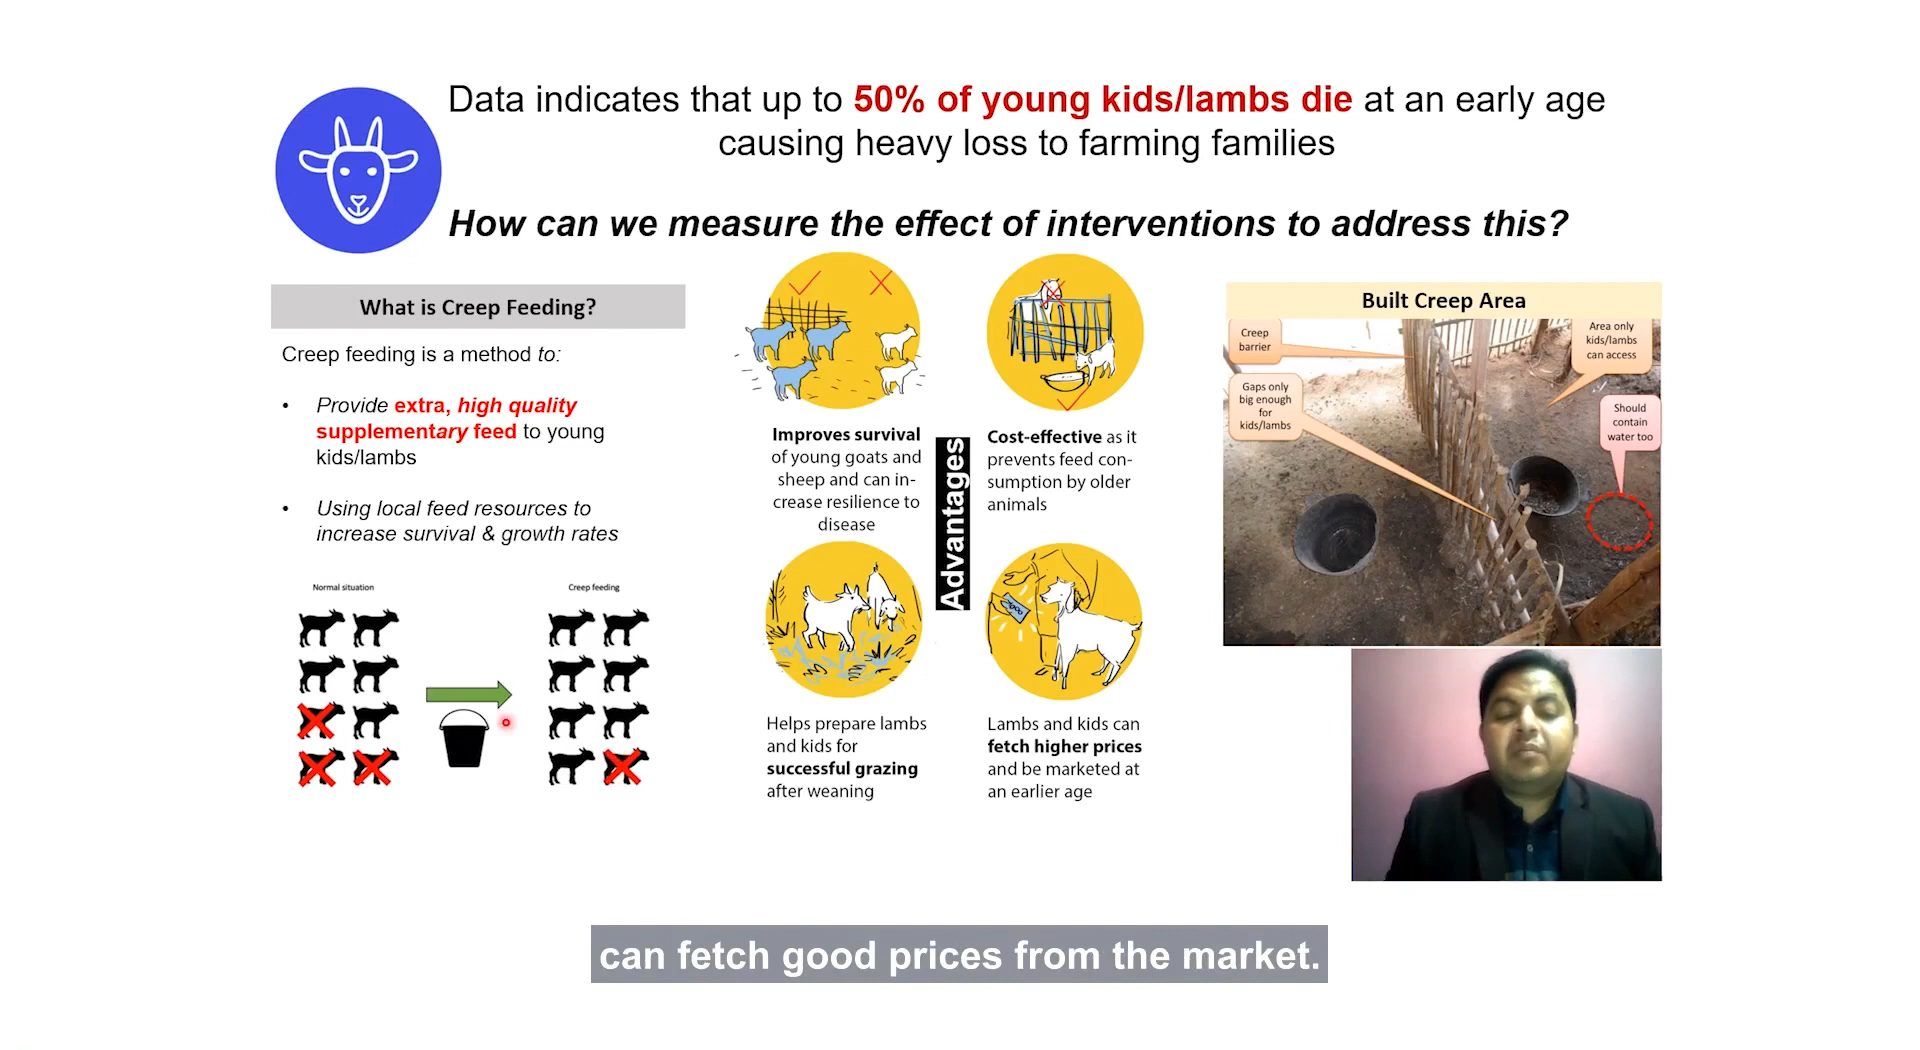 Data indicates that up to 50% of young kids/lambs die at an early age
causing heavy loss to farming families
How can we measure the effect of interventions to address this?
What is Creep Feeding?
Creep feeding is a method to:
• Provide extra, high quality
supplementary feed to young
kids/lambs
• Using local feed resources to
increase survival & growth rates
Normal situation
Creep feeding
Improves survival
of young goats and
sheep and can in-
crease resilience to
disease
Advantages
Cost-effective as it
prevents feed con-
sumption by older
animals
Helps prepare lambs
and kids for
successful grazing
after weaning
Lambs and kids can
fetch higher prices
and be marketed at
an earlier age
Built Creep Area
Creep
barrier
Area only
kids/lambs
can access
Gaps only
big enough
for
kids/lambs
Should
contain
water too
can fetch good prices from the market.